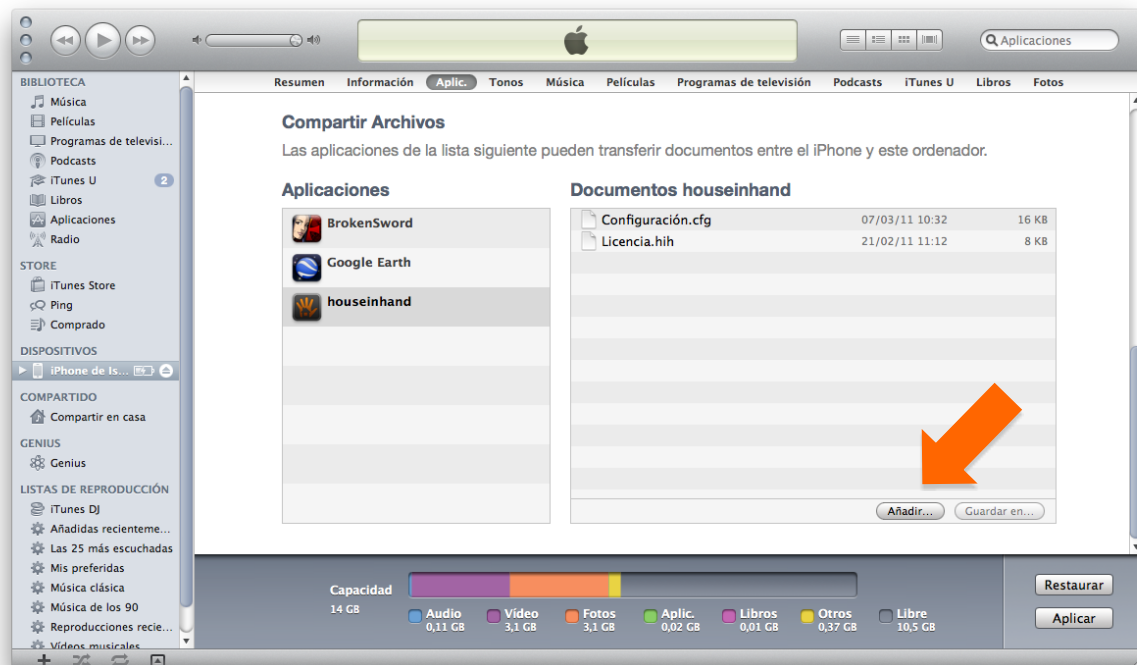 Aplicaciones
BIBLIOTECA
Música
Películas
Programas de televisi...
Podcasts
iTunes U 2
Libros
Aplicaciones
Radio
STORE
iTunes Store
Ping
Comprado
DISPOSITIVOS
iPhone de Is...
COMPARTIDO
Compartir en casa
GENIUS
Genius
LISTAS DE REPRODUCCIÓN
iTunes DJ
Añadidas recienteme...
Las 25 más escuchadas
Mis preferidas
Música clásica
Música de los 90
Reproducciones recie...
Vídeos musicales
Resumen Información Aplic. Tonos Música Películas Programas de televisión Podcasts iTunes U Libros Fotos
Compartir Archivos
Las aplicaciones de la lista siguiente pueden transferir documentos entre el iPhone y este ordenador.
Aplicaciones
BrokenSword
Google Earth
houseinhand
Documentos houseinhand
Configuración.cfg 07/03/11 10:32 16 KB
Licencia.hih 21/02/11 11:12 8 KB
Añadir... Guardar en...
Capacidad
14 GB
Audio
0,11 GB
Vídeo
3,1 GB
Fotos
3,1 GB
Aplic.
0,02 GB
Libros
0,01 GB
Otros
0,37 GB
Libre
10,5 GB
Restaurar
Aplicar